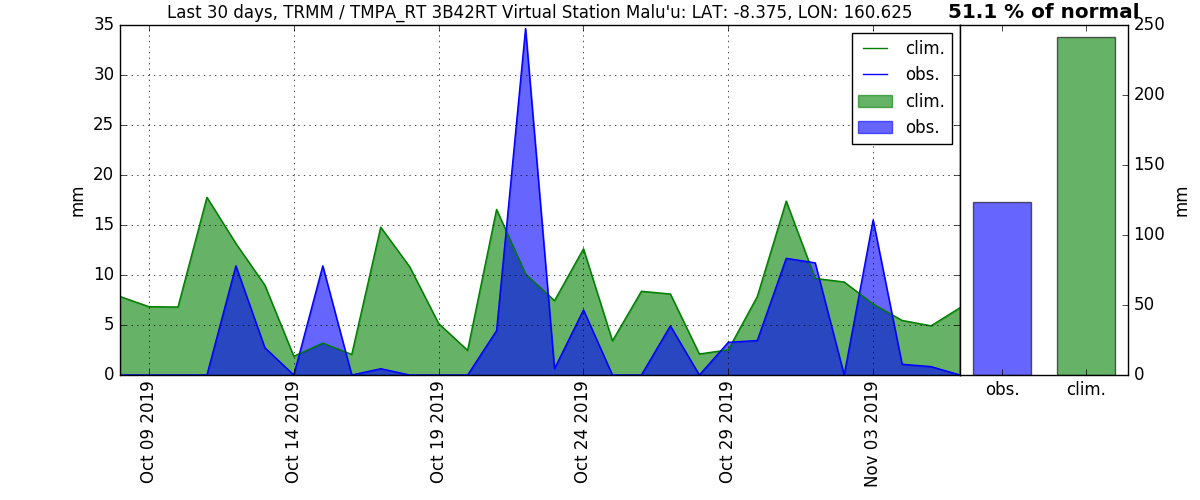 Last 30 days, TRMM / TMPA_RT 3B42RT Virtual Station Malu'u: LAT: -8.375, LON: 160.625
51.1 % of normal
35
30
25
20
15
10
5
0
mm
clim.
obs.
clim.
obs.
Oct 09 2019
Oct 14 2019
Oct 19 2019
Oct 24 2019
Oct 29 2019
Nov 03 2019
250
200
150
100
50
0
mm
obs.
clim.